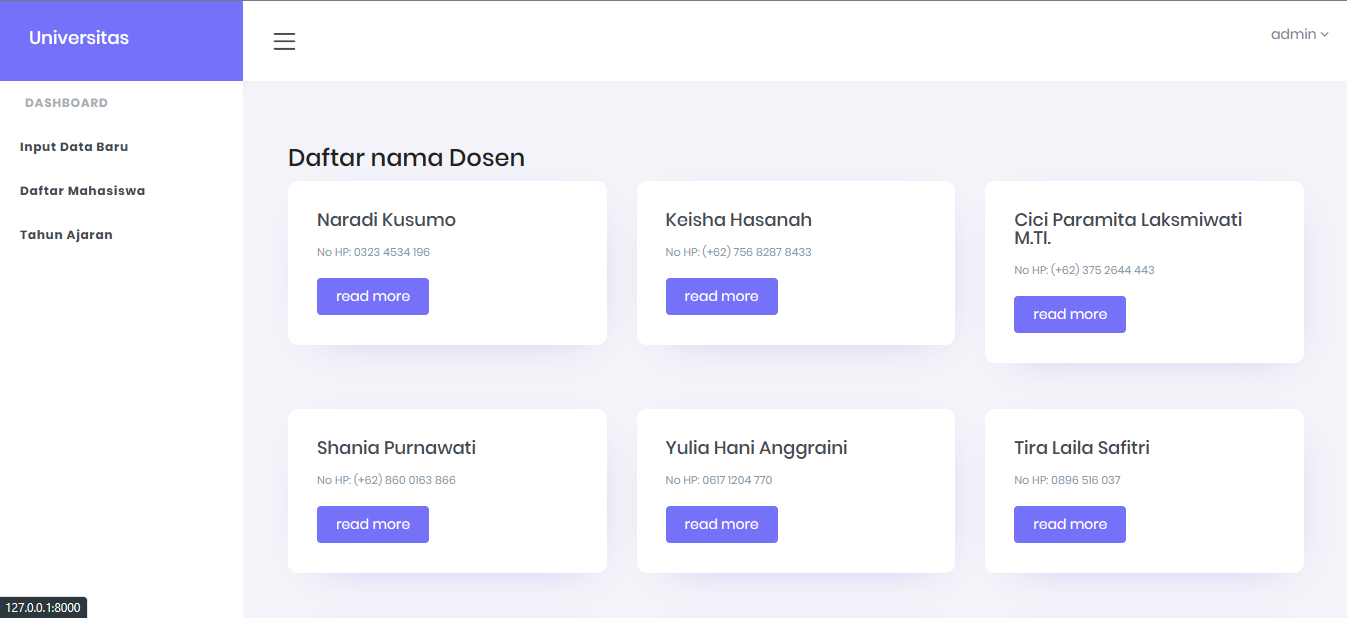 Universitas
admin
DASHBOARD
Input Data Baru
Daftar Mahasiswa
Tahun Ajaran
Daftar nama Dosen
Naradi Kusumo
No HP: 0323 4534 196
read more
Keisha Hasanah
No HP: (+62) 756 8287 8433
read more
Cici Paramita Laksmiwati
M.TI.
No HP: (+62) 375 2644 443
read more
Shania Purnawati
No HP: (+62) 860 0163 866
read more
Yulia Hani Anggraini
No HP: 0617 1204 770
read more
Tira Laila Safitri
No HP: 0896 516 037
read more
127.0.0.1:8000